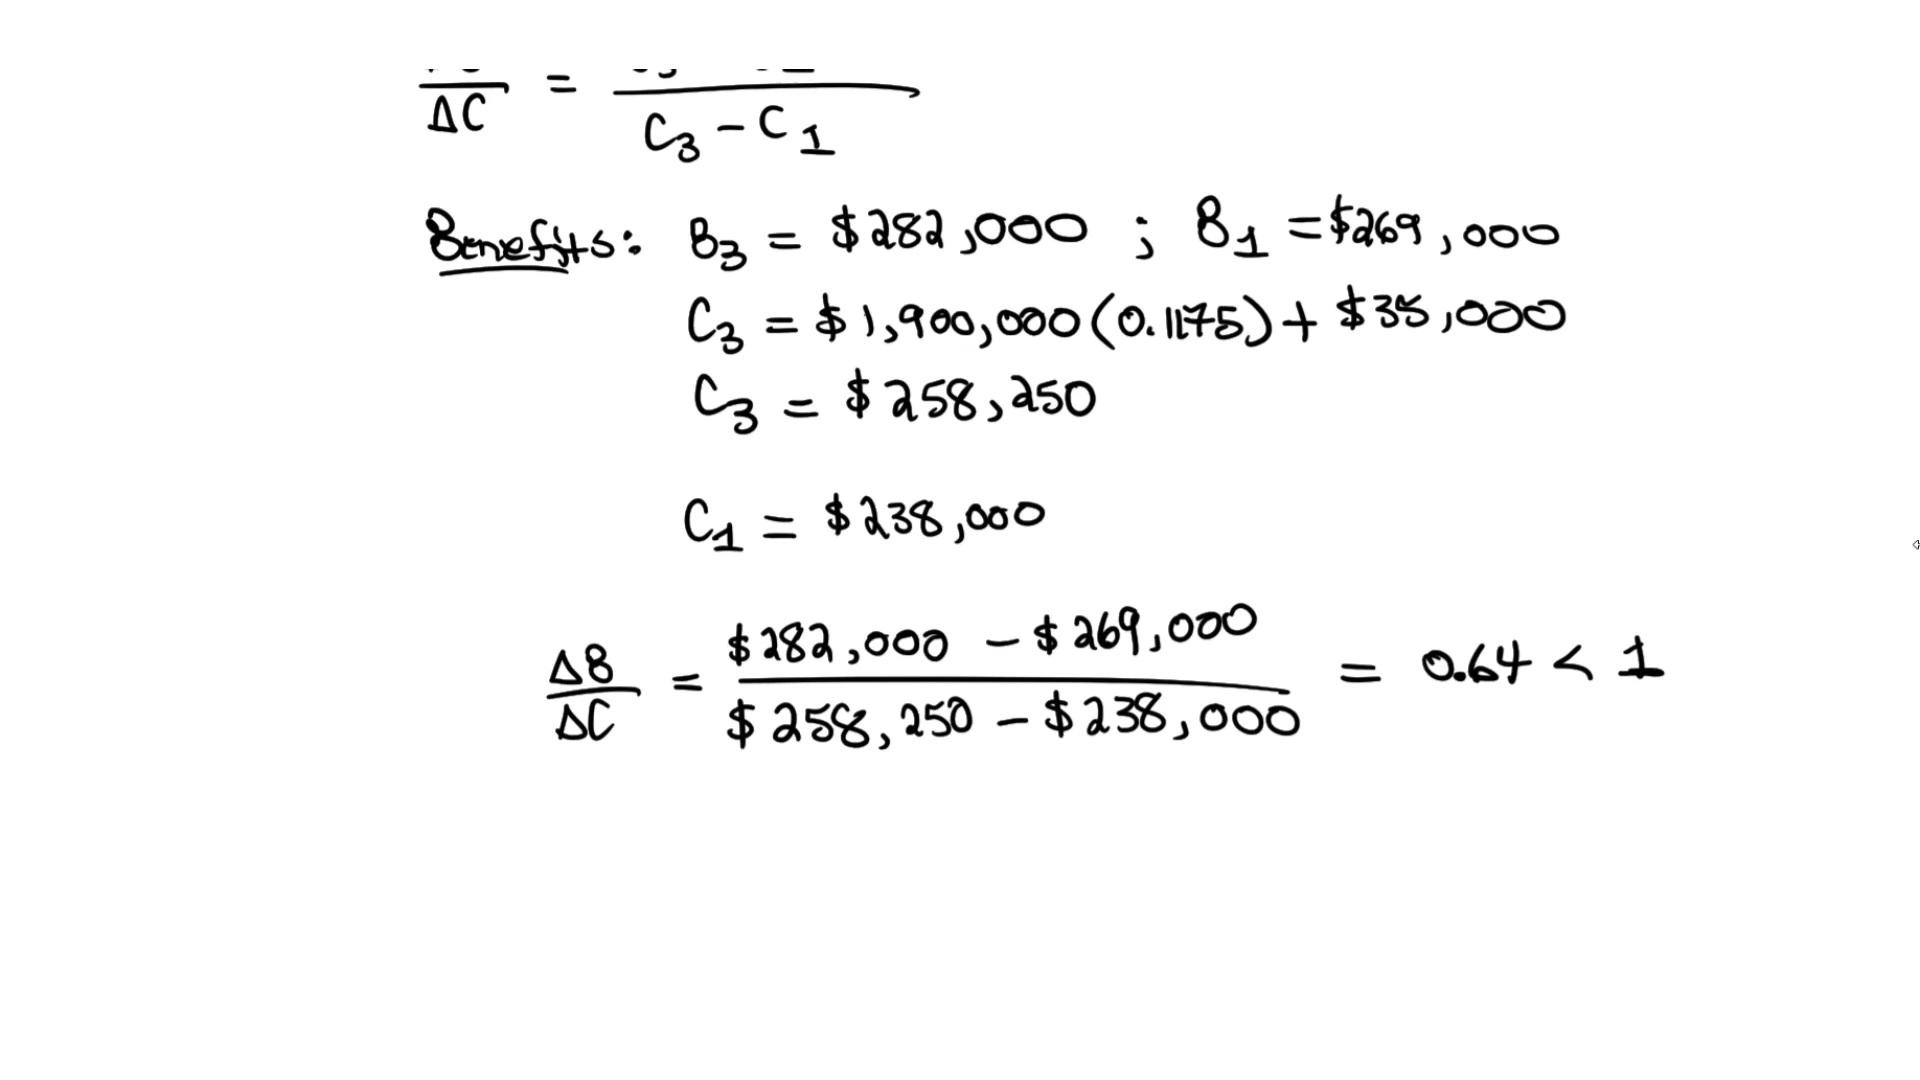 ΔC = C3 - C1
Benefits: B3 = $282,000 ; B1 = $269,000
C3 = $1,900,000(0.1175) + $35,000
C3 = $258,250
C1 = $238,000
ΔB/ΔC = $282,000 - $269,000 / $258,250 - $238,000 = 0.64 < 1